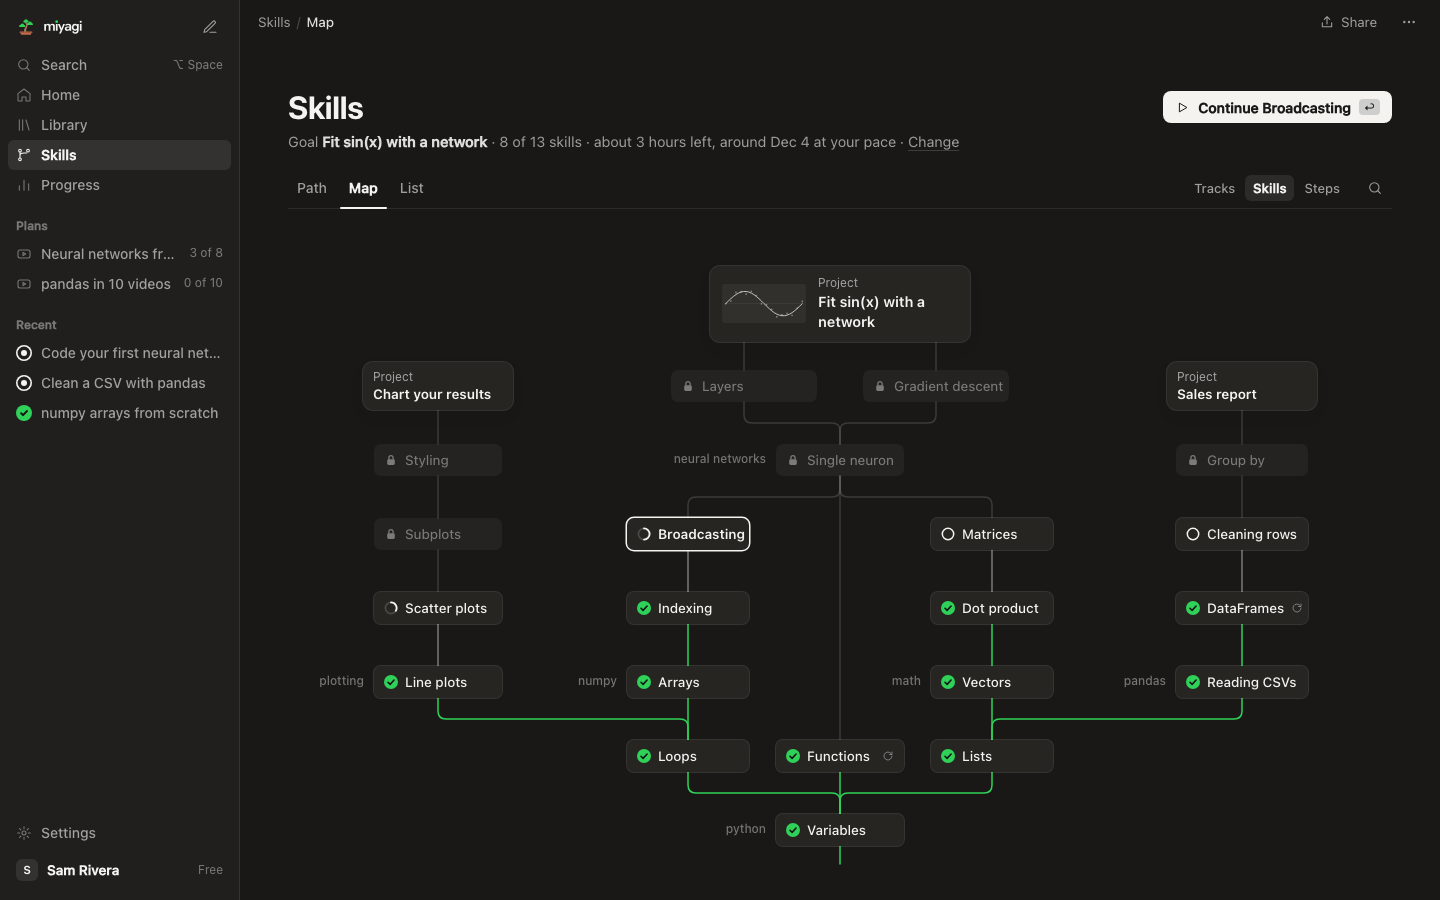 miyagi
Search
⌥ Space
Home
Library
Skills
Progress
Plans
Neural networks fr...
3 of 8
pandas in 10 videos
0 of 10
Recent
Code your first neural net...
Clean a CSV with pandas
numpy arrays from scratch
Settings
S
Sam Rivera
Free
Skills / Map
Share
Skills
Continue Broadcasting
Goal Fit sin(x) with a network · 8 of 13 skills · about 3 hours left, around Dec 4 at your pace · Change
Path
Map
List
Tracks
Skills
Steps
Project
Fit sin(x) with a
network
Project
Chart your results
Layers
Gradient descent
Project
Sales report
Styling
neural networks
Single neuron
Group by
Subplots
Broadcasting
Matrices
Cleaning rows
Scatter plots
Indexing
Dot product
DataFrames
plotting
Line plots
numpy
Arrays
math
Vectors
pandas
Reading CSVs
Loops
Functions
Lists
python
Variables